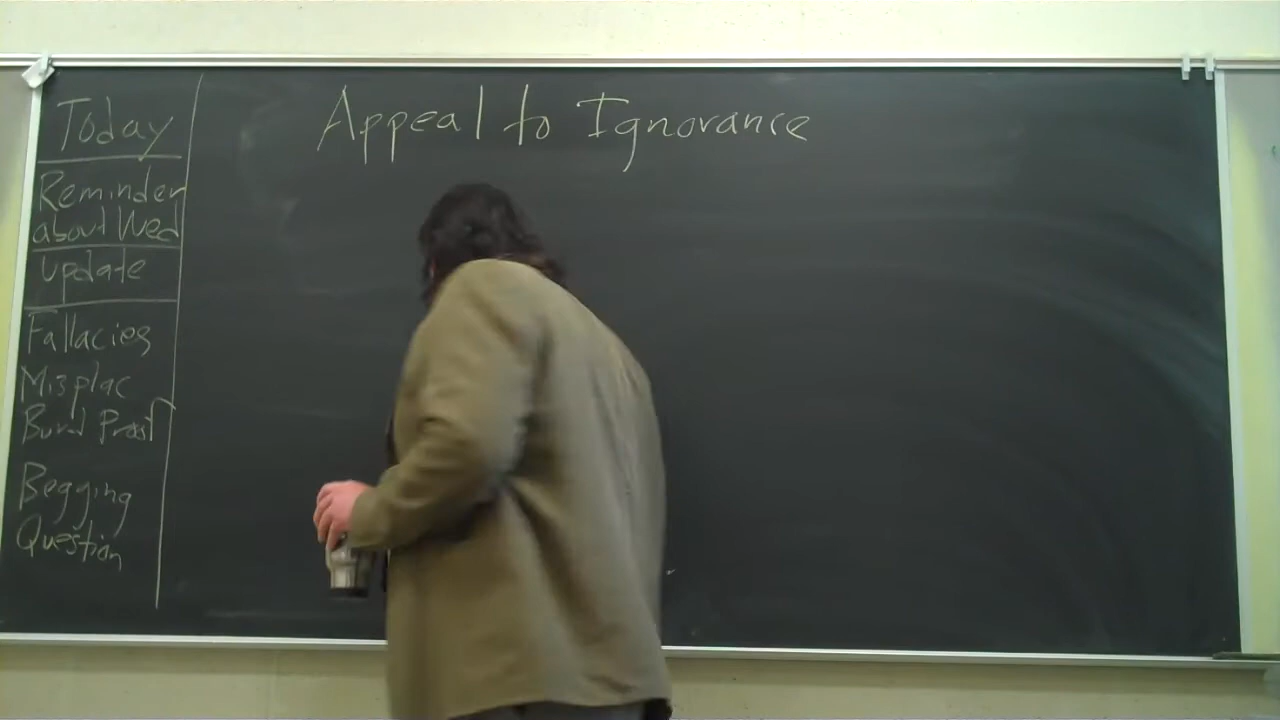 Today
Reminder
about Wed
Update
Fallacies
Misplac
Burd Proof
Begging
Question
Appeal to Ignorance